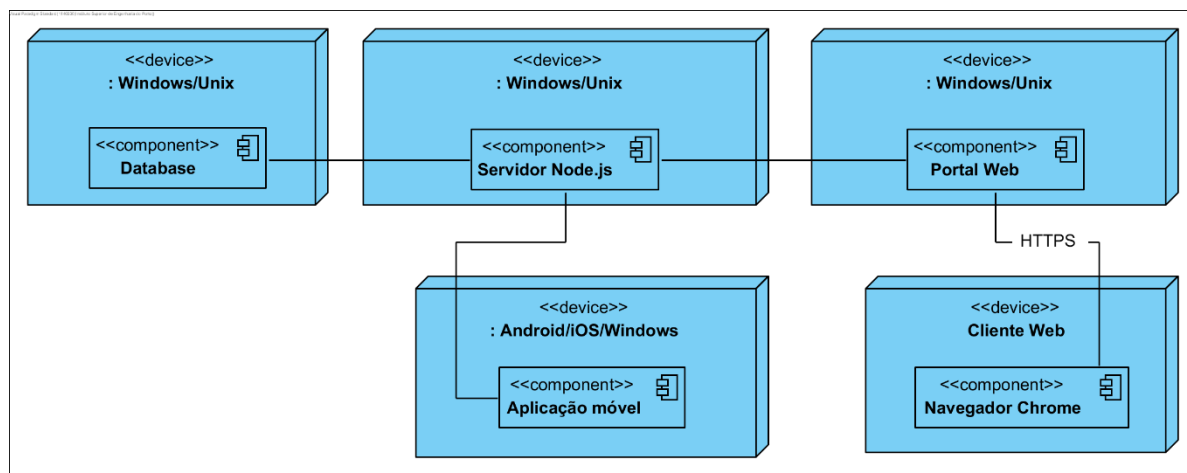 <<device>>
: Windows/Unix
<<component>>
Database
<<device>>
: Windows/Unix
<<component>>
Servidor Node.js
<<device>>
: Windows/Unix
<<component>>
Portal Web
HTTPS
<<device>>
: Android/iOS/Windows
<<component>>
Aplicação móvel
<<device>>
Cliente Web
<<component>>
Navegador Chrome